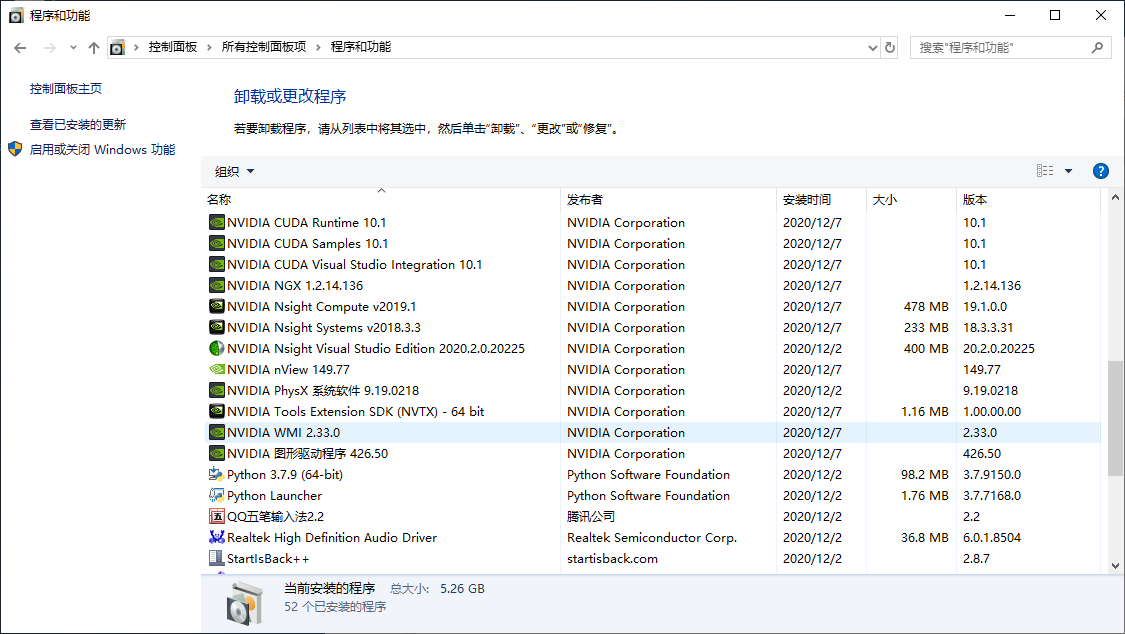 程序和功能
控制面板 所有控制面板项 程序和功能 搜索"程序和功能"
控制面板主页
查看已安装的更新
启用或关闭 Windows 功能
卸载或更改程序
若要卸载程序，请从列表中将其选中，然后单击“卸载”、“更改”或“修复”。
组织 ?
名称 发布者 安装时间 大小 版本
NVIDIA CUDA Runtime 10.1 NVIDIA Corporation 2020/12/7 10.1
NVIDIA CUDA Samples 10.1 NVIDIA Corporation 2020/12/7 10.1
NVIDIA CUDA Visual Studio Integration 10.1 NVIDIA Corporation 2020/12/7 10.1
NVIDIA NGX 1.2.14.136 NVIDIA Corporation 2020/12/7 1.2.14.136
NVIDIA Nsight Compute v2019.1 NVIDIA Corporation 2020/12/7 478 MB 19.1.0.0
NVIDIA Nsight Systems v2018.3.3 NVIDIA Corporation 2020/12/7 233 MB 18.3.3.31
NVIDIA Nsight Visual Studio Edition 2020.2.0.20225 NVIDIA Corporation 2020/12/2 400 MB 20.2.0.20225
NVIDIA nView 149.77 NVIDIA Corporation 2020/12/7 149.77
NVIDIA PhysX 系统软件 9.19.0218 NVIDIA Corporation 2020/12/2 9.19.0218
NVIDIA Tools Extension SDK (NVTX) - 64 bit NVIDIA Corporation 2020/12/7 1.16 MB 1.00.00.00
NVIDIA WMI 2.33.0 NVIDIA Corporation 2020/12/7 2.33.0
NVIDIA 图形驱动程序 426.50 NVIDIA Corporation 2020/12/7 426.50
Python 3.7.9 (64-bit) Python Software Foundation 2020/12/2 98.2 MB 3.7.9150.0
Python Launcher Python Software Foundation 2020/12/2 1.76 MB 3.7.7168.0
QQ五笔输入法2.2 腾讯公司 2020/12/2 2.2
Realtek High Definition Audio Driver Realtek Semiconductor Corp. 2020/12/2 36.8 MB 6.0.1.8504
StartIsBack++ startisback.com 2020/12/2 2.8.7
当前安装的程序 总大小: 5.26 GB
52 个已安装的程序